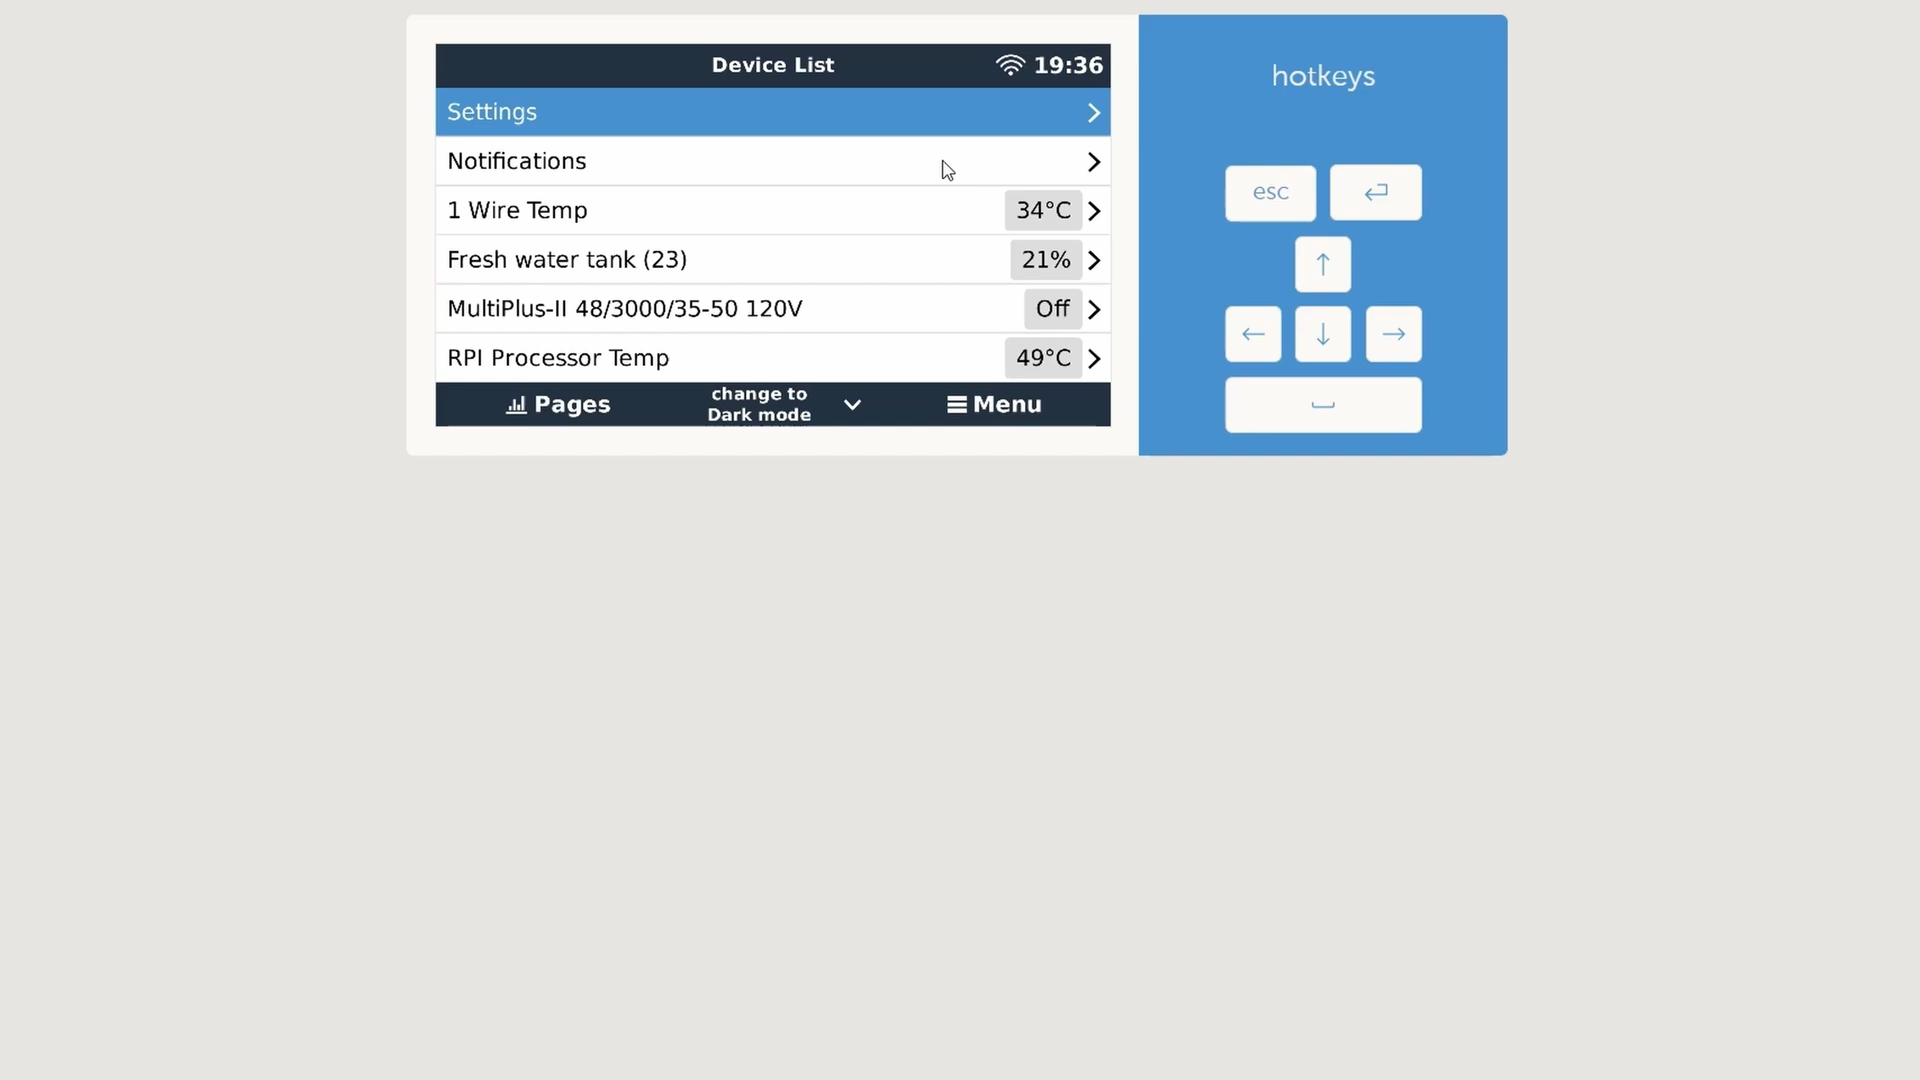 Device List 19:36
Settings
Notifications
1 Wire Temp 34°C
Fresh water tank (23) 21%
MultiPlus-II 48/3000/35-50 120V Off
RPI Processor Temp 49°C
Pages change to Dark mode Menu
hotkeys
esc